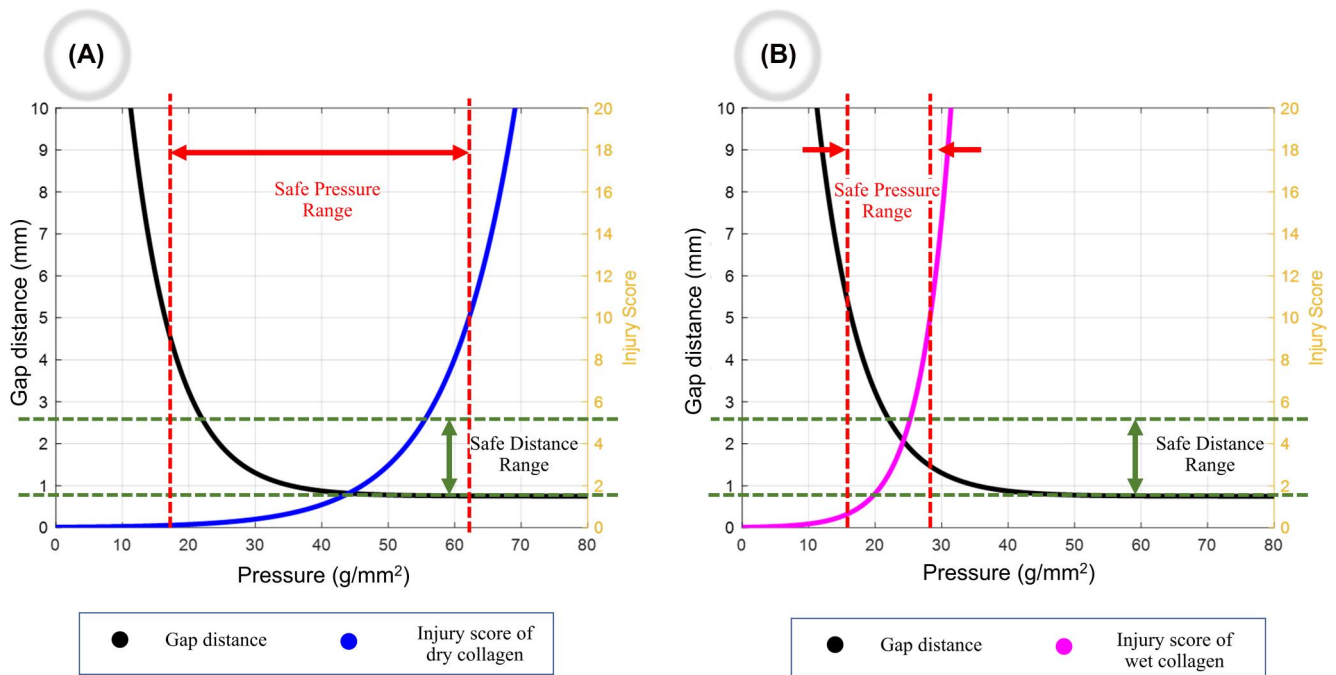 (A)
10
9
8
7
6
5
4
3
2
1
0
Gap distance (mm)
20
18
16
14
12
10
8
6
4
2
0
Injury Score
Safe Pressure
Range
Safe Distance
Range
0 10 20 30 40 50 60 70 80
Pressure (g/mm²)
Gap distance
Injury score of
dry collagen
(B)
10
9
8
7
6
5
4
3
2
1
0
Gap distance (mm)
20
18
16
14
12
10
8
6
4
2
0
Injury Score
Safe Pressure
Range
Safe Distance
Range
0 10 20 30 40 50 60 70 80
Pressure (g/mm²)
Gap distance
Injury score of
wet collagen